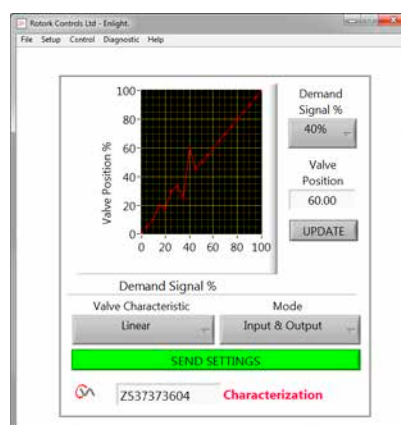 Rotork Controls Ltd - Enlight.
File Setup Control Diagnostic Help
Demand
Signal %
40%
Valve
Position
60.00
UPDATE
Valve Position %
100
80
60
40
20
0
0 20 40 60 80 100
Demand Signal %
Valve Characteristic Mode
Linear Input & Output
SEND SETTINGS
ZS37373604 Characterization